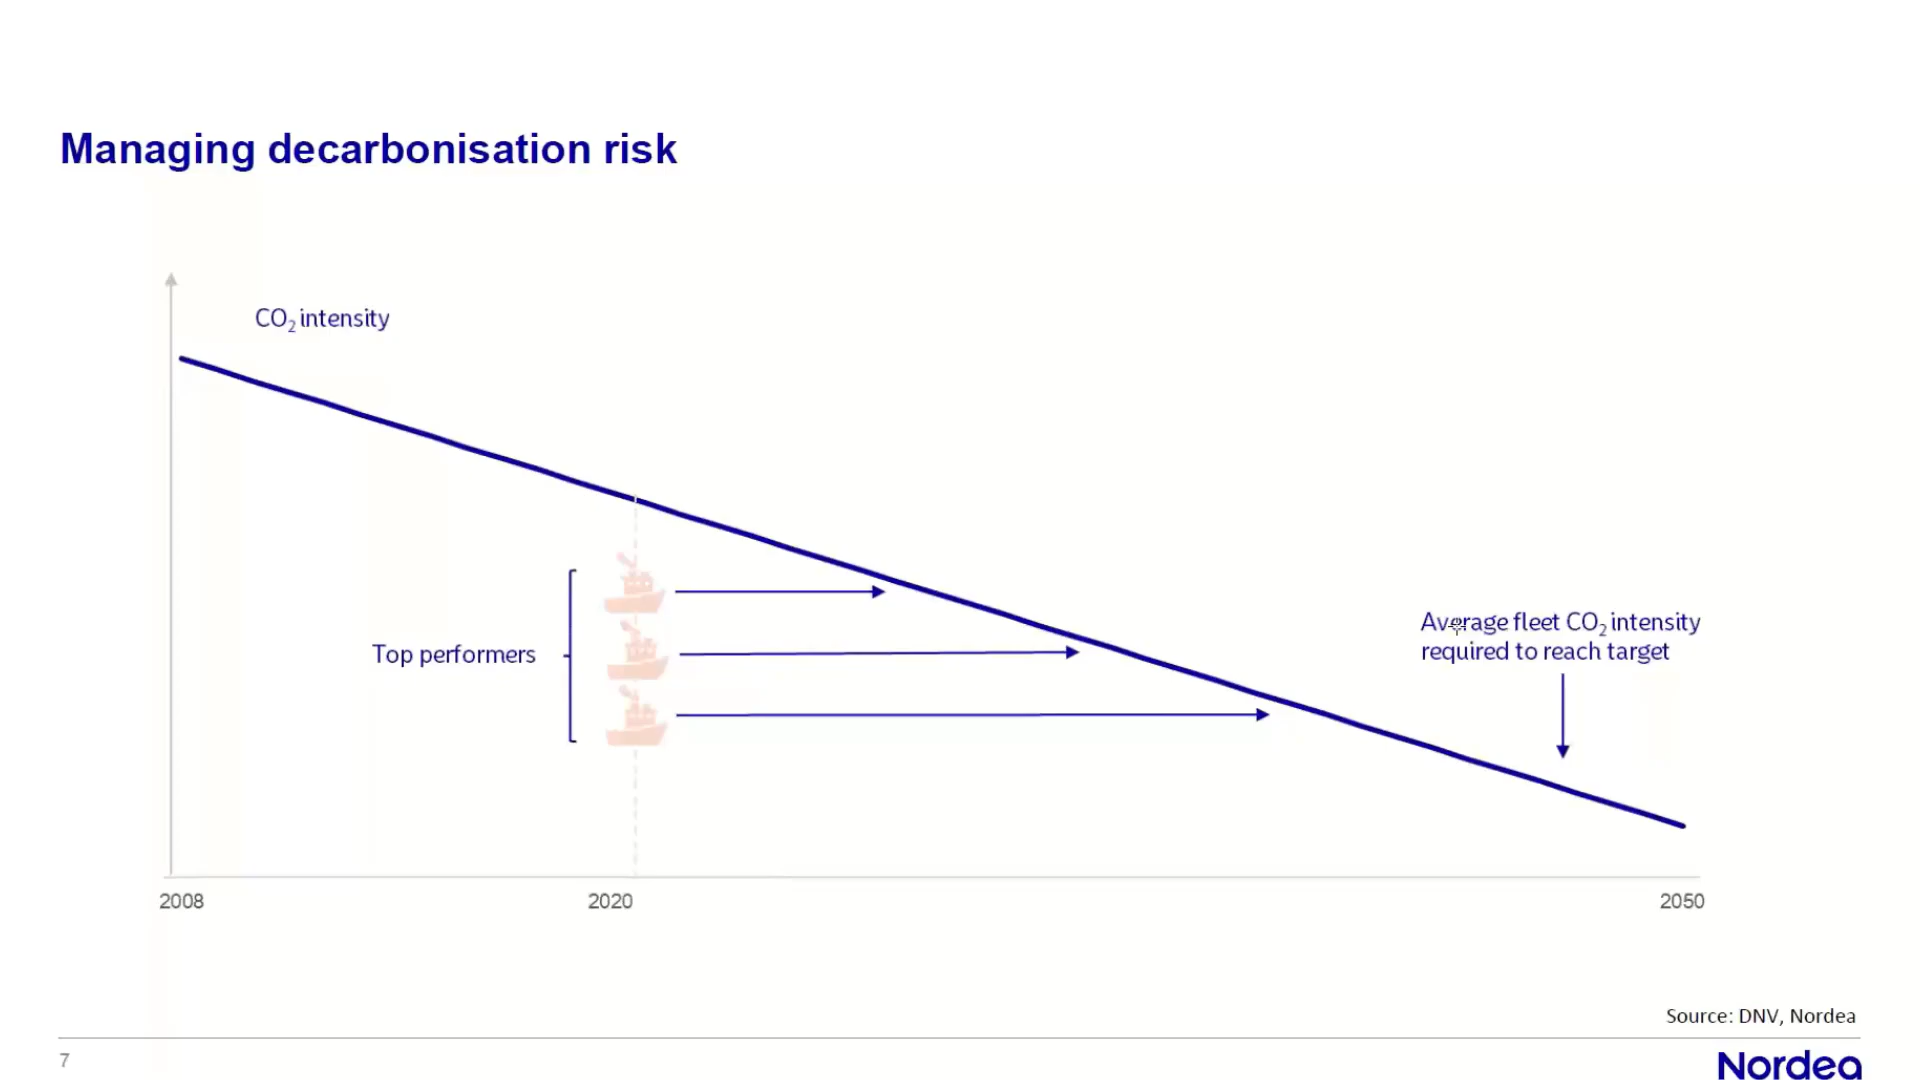 Managing decarbonisation risk
CO₂ intensity
Top performers
Average fleet CO₂ intensity
required to reach target
2008
2020
2050
Source: DNV, Nordea
7
Nordea